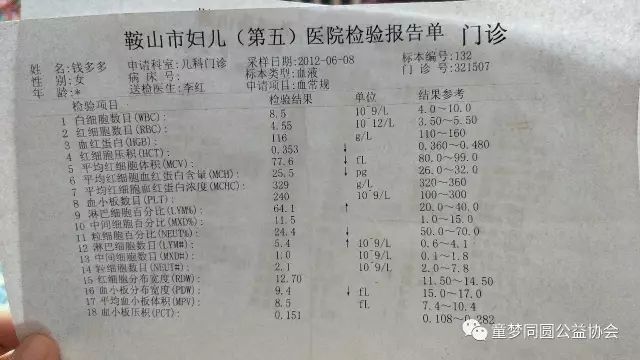 鞍山市妇儿（第五）医院检验报告单 门诊
姓 名:钱多多 申请科室:儿科门诊 采样日期:2012-06-08 标本编号:132
性 别:女 病 床 号: 标本类型:血液 门 诊 号:321507
年 龄:* 送检医生:李红 申请项目:血常规
检验项目 检验结果 单位 结果参考
1 白细胞数目(WBC): 8.5 10^9/L 4.0～10.0
2 红细胞数目(RBC): 4.55 10^12/L 3.50～5.50
3 血红蛋白(HGB): 116 g/L 110～160
4 红细胞压积(HCT): 0.353 ↓ 0.360～0.480
5 平均红细胞体积(MCV): 77.6 ↓ fL 80.0～99.0
6 平均红细胞血红蛋白含量(MCH): 25.5 ↓ pg 26.0～32.0
7 平均红细胞血红蛋白浓度(MCHC): 329 g/L 320～360
8 血小板数目(PLT): 240 10^9/L 100～300
9 淋巴细胞百分比(LYM%): 64.1 ↑ 20.0～40.0
10 中间细胞百分比(MXD%): 11.5 1.0～15.0
11 粒细胞百分比(NEUT%): 24.4 ↓ 50.0～70.0
12 淋巴细胞数目(LYM#): 5.4 ↑ 10^9/L 0.6～4.1
13 中间细胞数目(MXD#): 1.0 10^9/L 0.1～1.8
14 粒细胞数目(NEUT#): 2.1 10^9/L 2.0～7.8
15 红细胞分布宽度(RDW): 12.70 11.50～14.50
16 血小板分布宽度(PDW): 9.4 ↓ fL 15.0～17.0
17 平均血小板体积(MPV): 8.5 fL 7.4～10.4
18 血小板压积(PCT): 0.151 0.108～0.282
童梦同圆公益协会